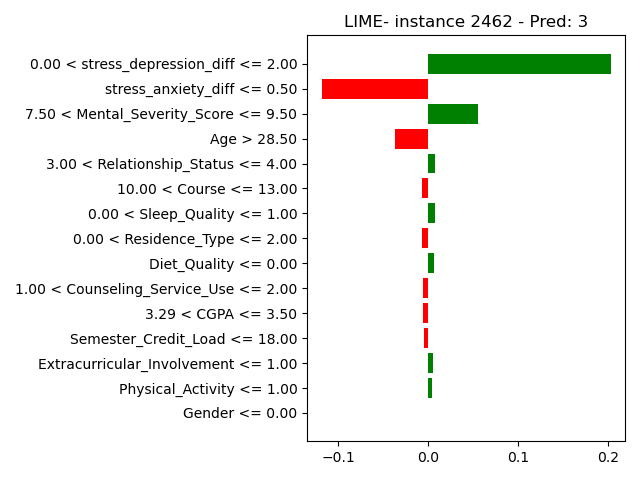 LIME- instance 2462 - Pred: 3
0.00 < stress_depression_diff <= 2.00
stress_anxiety_diff <= 0.50
7.50 < Mental_Severity_Score <= 9.50
Age > 28.50
3.00 < Relationship_Status <= 4.00
10.00 < Course <= 13.00
0.00 < Sleep_Quality <= 1.00
0.00 < Residence_Type <= 2.00
Diet_Quality <= 0.00
1.00 < Counseling_Service_Use <= 2.00
3.29 < CGPA <= 3.50
Semester_Credit_Load <= 18.00
Extracurricular_Involvement <= 1.00
Physical_Activity <= 1.00
Gender <= 0.00
−0.1 0.0 0.1 0.2